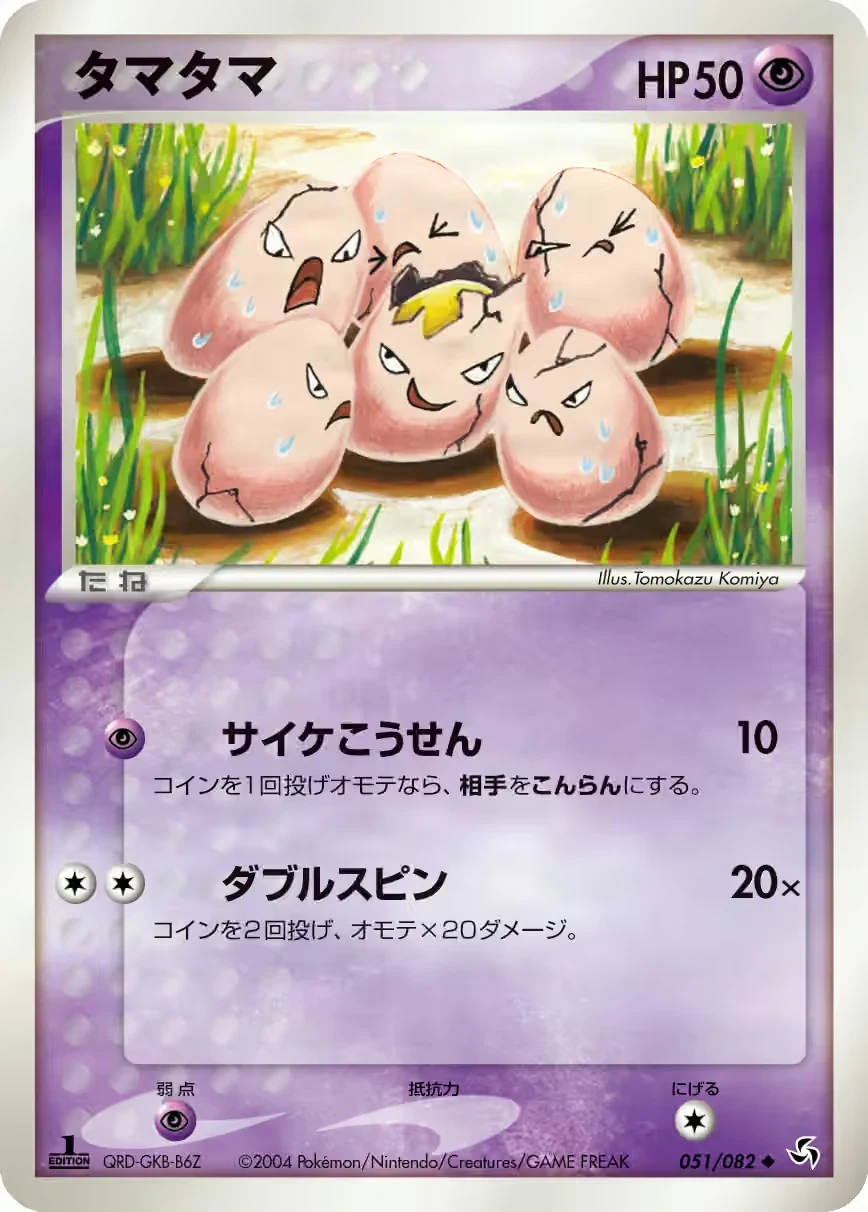 タマタマ HP50
たね Illus.Tomokazu Komiya
サイケこうせん 10
コインを1回投げオモテなら、相手をこんらんにする。
ダブルスピン 20×
コインを2回投げ、オモテ×20ダメージ。
弱点 抵抗力 にげる
1 EDITION QRD-GKB-B6Z ©2004 Pokémon/Nintendo/Creatures/GAME FREAK 051/082 ◆